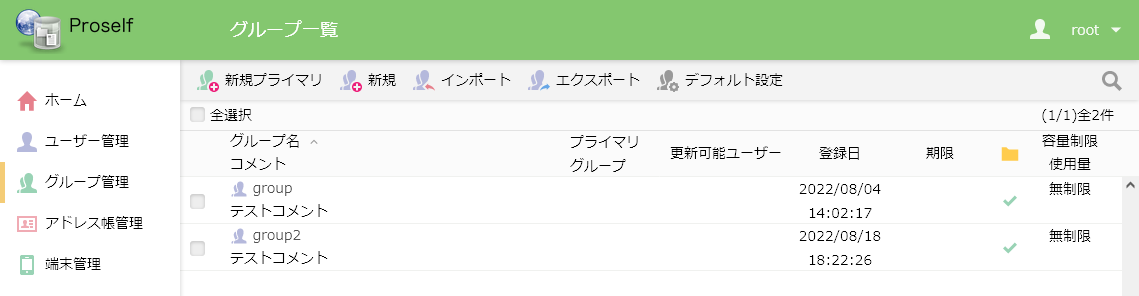 Proself
グループ一覧
root
ホーム
ユーザー管理
グループ管理
アドレス帳管理
端末管理
新規プライマリ 新規 インポート エクスポート デフォルト設定
全選択 (1/1)全2件
グループ名
コメント
プライマリ
グループ
更新可能ユーザー
登録日
期限
容量制限
使用量
group
テストコメント
2022/08/04
14:02:17
無制限
group2
テストコメント
2022/08/18
18:22:26
無制限